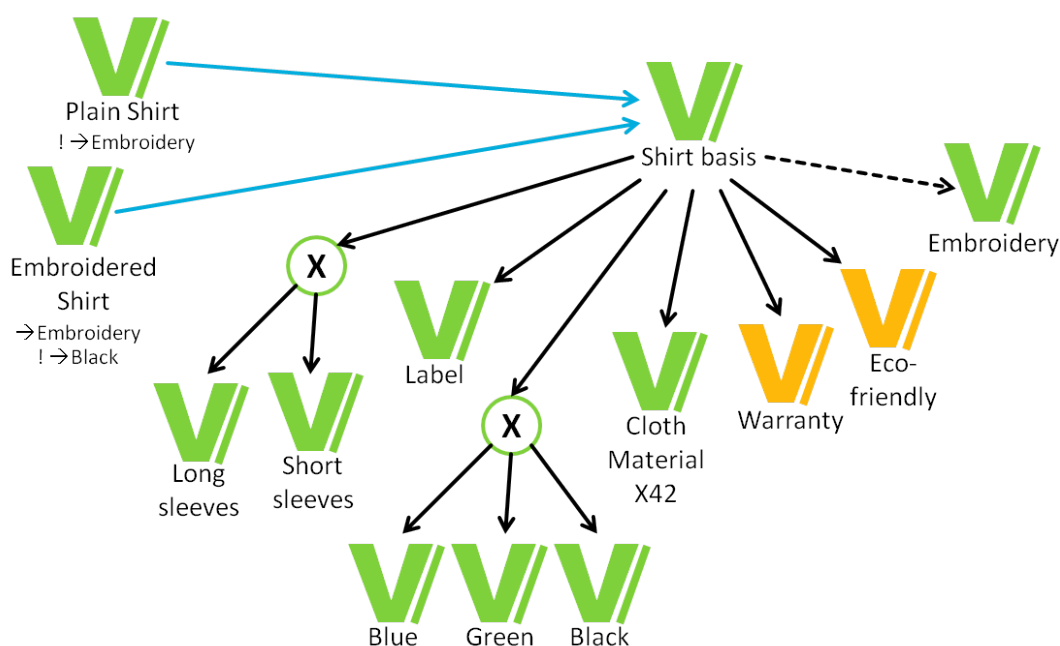 Plain Shirt
! →Embroidery
Shirt basis
Embroidery
Embroidered
Shirt
→Embroidery
! →Black
X
Label
Eco-
friendly
Warranty
Cloth
Material
X42
X
Long
sleeves
Short
sleeves
Blue
Green
Black